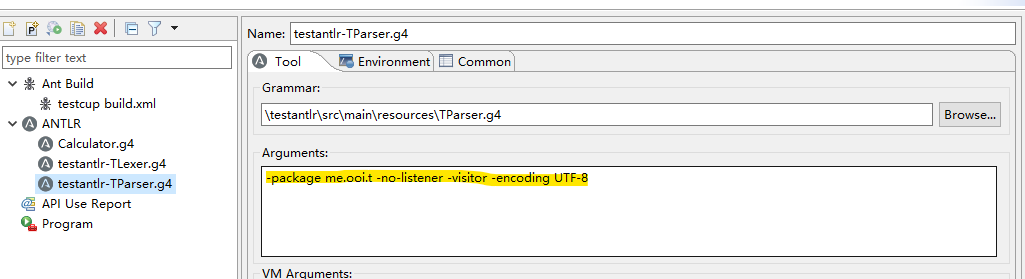 type filter text
Ant Build
testcup build.xml
ANTLR
Calculator.g4
testantlr-TLexer.g4
testantlr-TParser.g4
API Use Report
Program
Name: testantlr-TParser.g4
Tool Environment Common
Grammar:
\testantlr\src\main\resources\TParser.g4 Browse...
Arguments:
-package me.ooi.t -no-listener -visitor -encoding UTF-8
VM Arguments: